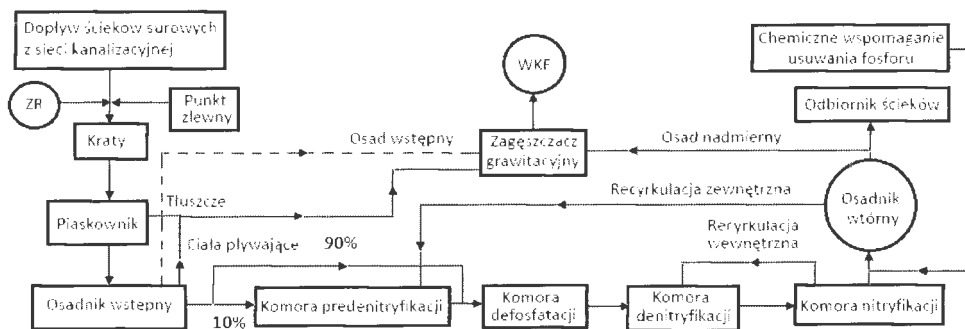 Dopływ ścieków surowych
z sieci kanalizacyjnej
Chemiczne wspomaganie
usuwania fosforu
WKF
ZR
Punkt
zlewny
Odbiornik ścieków
Kraty
Osad wstępny
Zagęszczacz
grawitacyjny
Osad nadmierny
Tłuszcze
Recyrkulacja zewnętrzna
Piaskownik
Osadnik
wtórny
Ciała pływające
90%
Reryrkulacja
wewnętrzna
Osadnik wstępny
10%
Komora predenitryfikacji
Komora
defosfatacji
Komora
denitryfikacji
Komora nitryfikacji